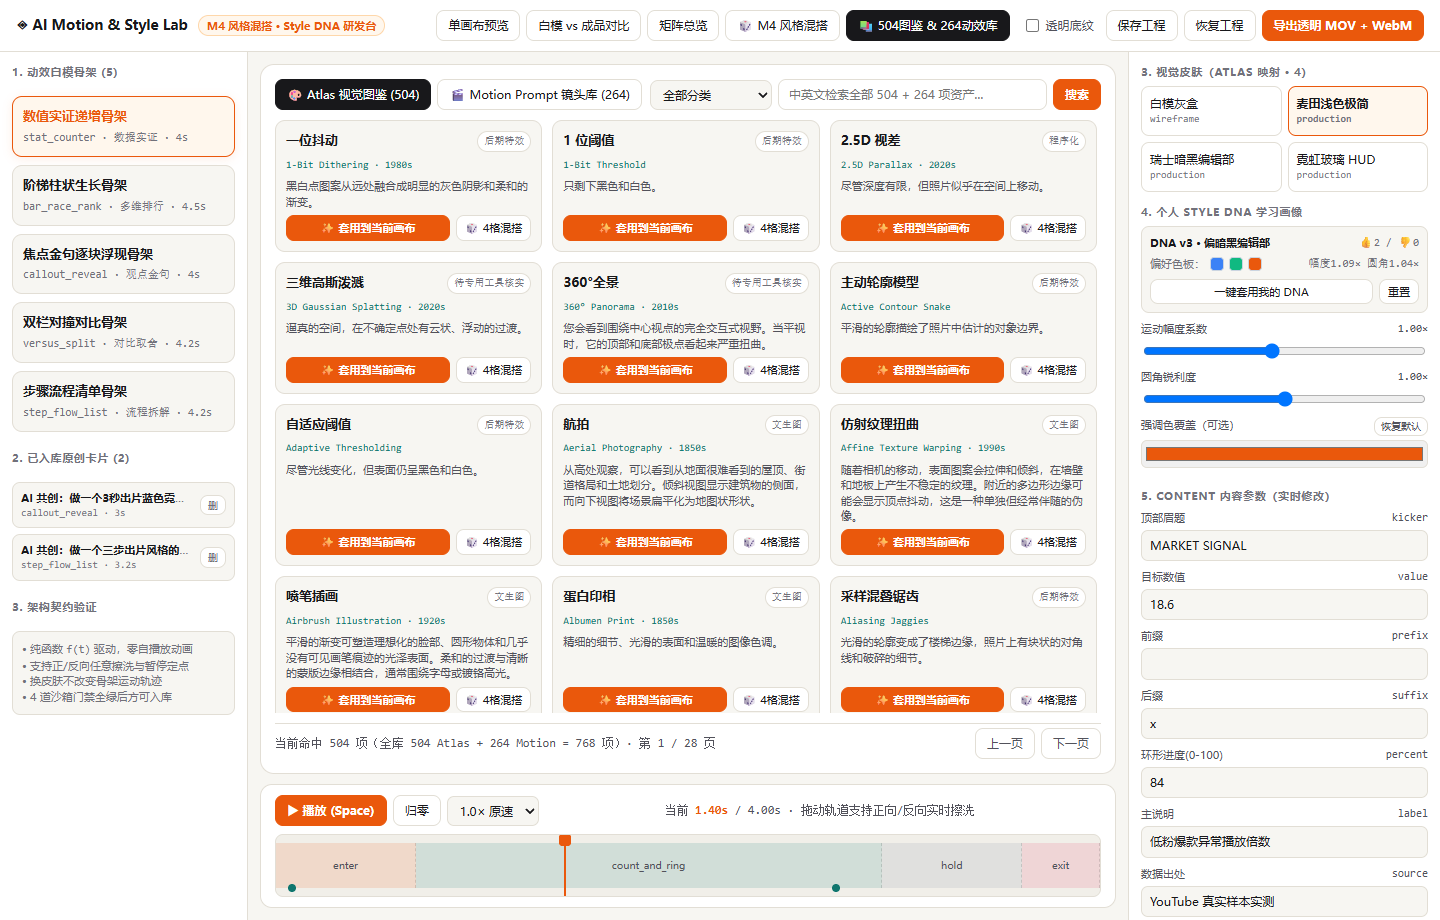 ◈ AI Motion & Style Lab
M4 风格混搭 • Style DNA 研发台
单画布预览
白模 vs 成品对比
矩阵总览
M4 风格混搭
504图鉴 & 264动效库
透明底纹
保存工程
恢复工程
导出透明 MOV + WebM
1. 动效白模骨架 (5)
数值实证递增骨架
stat_counter · 数据实证 · 4s
阶梯柱状生长骨架
bar_race_rank · 多维排行 · 4.5s
焦点金句逐块浮现骨架
callout_reveal · 观点金句 · 4s
双栏对撞对比骨架
versus_split · 对比取舍 · 4.2s
步骤流程清单骨架
step_flow_list · 流程拆解 · 4.2s
2. 已入库原创卡片 (2)
AI 共创：做一个3秒出片蓝色霓...
callout_reveal · 3s
删
AI 共创：做一个三步出片风格的...
step_flow_list · 3.2s
删
3. 架构契约验证
• 纯函数 f(t) 驱动，零自播放动画
• 支持正/反向任意擦洗与暂停定点
• 换皮肤不改变骨架运动轨迹
• 4 道沙箱门禁全绿后方可入库
Atlas 视觉图鉴 (504)
Motion Prompt 镜头库 (264)
全部分类
中英文检索全部 504 + 264 项资产...
搜索
一位抖动
后期特效
1-Bit Dithering · 1980s
黑白点图案从远处融合成明显的灰色阴影和柔和的
渐变。
✨ 套用到当前画布
4格混搭
1 位阈值
后期特效
1-Bit Threshold
只剩下黑色和白色。
✨ 套用到当前画布
4格混搭
2.5D 视差
程序化
2.5D Parallax · 2020s
尽管深度有限，但照片似乎在空间上移动。
✨ 套用到当前画布
4格混搭
三维高斯泼溅
待专用工具核实
3D Gaussian Splatting · 2020s
逼真的空间，在不确定点处有云状、浮动的过渡。
✨ 套用到当前画布
4格混搭
360°全景
待专用工具核实
360° Panorama · 2010s
您会看到围绕中心视点的完全交互式视野。当平视
时，它的顶部和底部极点看起来严重扭曲。
✨ 套用到当前画布
4格混搭
主动轮廓模型
后期特效
Active Contour Snake
平滑的轮廓描绘了照片中估计的对象边界。
✨ 套用到当前画布
4格混搭
自适应阈值
后期特效
Adaptive Thresholding
尽管光线变化，但表面仍呈黑色和白色。
✨ 套用到当前画布
4格混搭
航拍
文生图
Aerial Photography · 1850s
从高处观察，可以看到从地面很难看到的屋顶、街
道格局和土地划分。倾斜视图显示建筑物的侧面，
而向下视图将场景扁平化为地图状形状。
✨ 套用到当前画布
4格混搭
仿射纹理扭曲
文生图
Affine Texture Warping · 1990s
随着相机的移动，表面图案会拉伸和倾斜，在墙壁
和地板上产生不稳定的纹理。附近的多边形边缘可
能会显示顶点抖动，这是一种单独但经常伴随的伪
像。
✨ 套用到当前画布
4格混搭
喷笔插画
文生图
Airbrush Illustration · 1920s
平滑的渐变可塑造理想化的脸部、圆形物体和几乎
没有可见画笔痕迹的光泽表面。柔和的过渡与清晰
的蒙版边缘相结合，通常围绕字母或镀铬高光。
✨ 套用到当前画布
4格混搭
蛋白印相
文生图
Albumen Print · 1850s
精细的细节、光滑的表面和温暖的图像色调。
✨ 套用到当前画布
4格混搭
采样混叠锯齿
后期特效
Aliasing Jaggies
光滑的轮廓变成了楼梯边缘，照片上有块状的对角
线和破碎的细节。
✨ 套用到当前画布
4格混搭
当前命中 504 项（全库 504 Atlas + 264 Motion = 768 项）· 第 1 / 28 页
上一页
下一页
▶ 播放 (Space)
归零
1.0× 原速
当前 1.40s / 4.00s · 拖动轨道支持正向/反向实时擦洗
enter
count_and_ring
hold
exit
3. 视觉皮肤（ATLAS 映射 • 4）
白模灰盒
wireframe
麦田浅色极简
production
瑞士暗黑编辑部
production
霓虹玻璃 HUD
production
4. 个人 STYLE DNA 学习画像
DNA v3 • 偏暗黑编辑部
👍 2 / 👎 0
偏好色板：
幅度1.09× 圆角1.04×
一键套用我的 DNA
重置
运动幅度系数
1.00×
圆角锐利度
1.00×
强调色覆盖（可选）
恢复默认
5. CONTENT 内容参数（实时修改）
顶部眉题
kicker
MARKET SIGNAL
目标数值
value
18.6
前缀
prefix
后缀
suffix
x
环形进度(0-100)
percent
84
主说明
label
低粉爆款异常播放倍数
数据出处
source
YouTube 真实样本实测